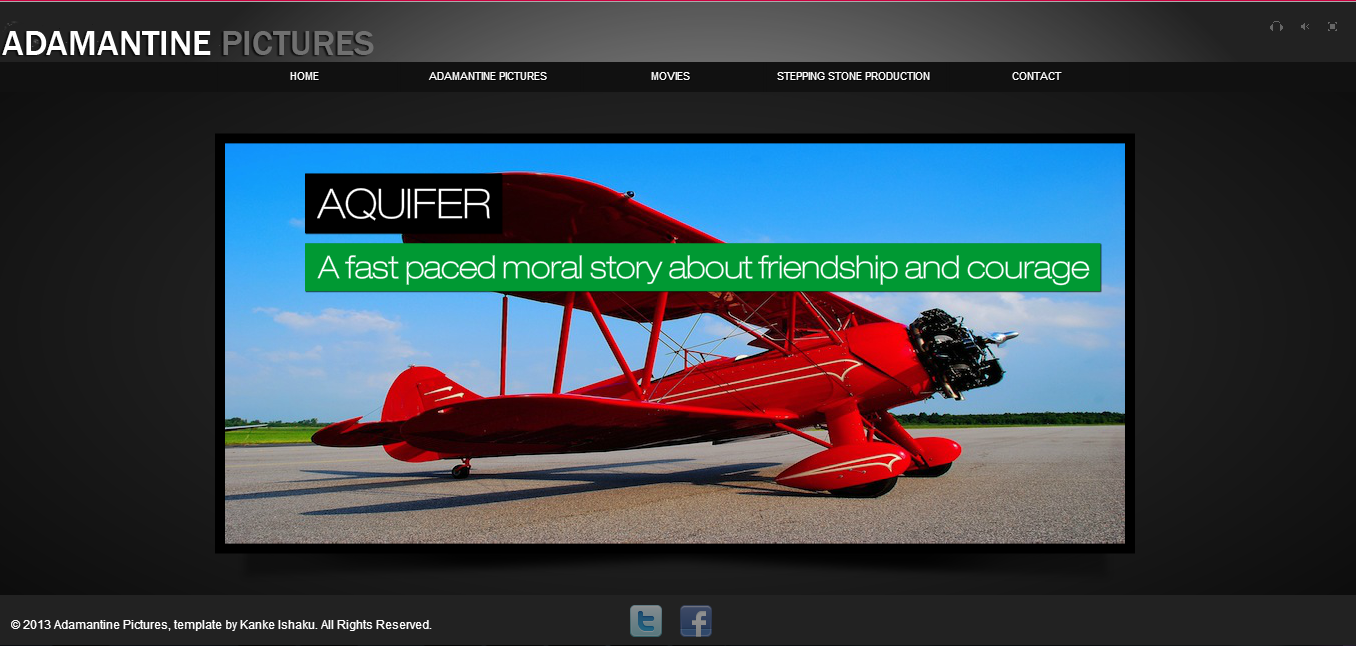 ADAMANTINE PICTURES
HOME ADAMANTINE PICTURES MOVIES STEPPING STONE PRODUCTION CONTACT
AQUIFER
A fast paced moral story about friendship and courage
© 2013 Adamantine Pictures, template by Kanke Ishaku. All Rights Reserved.